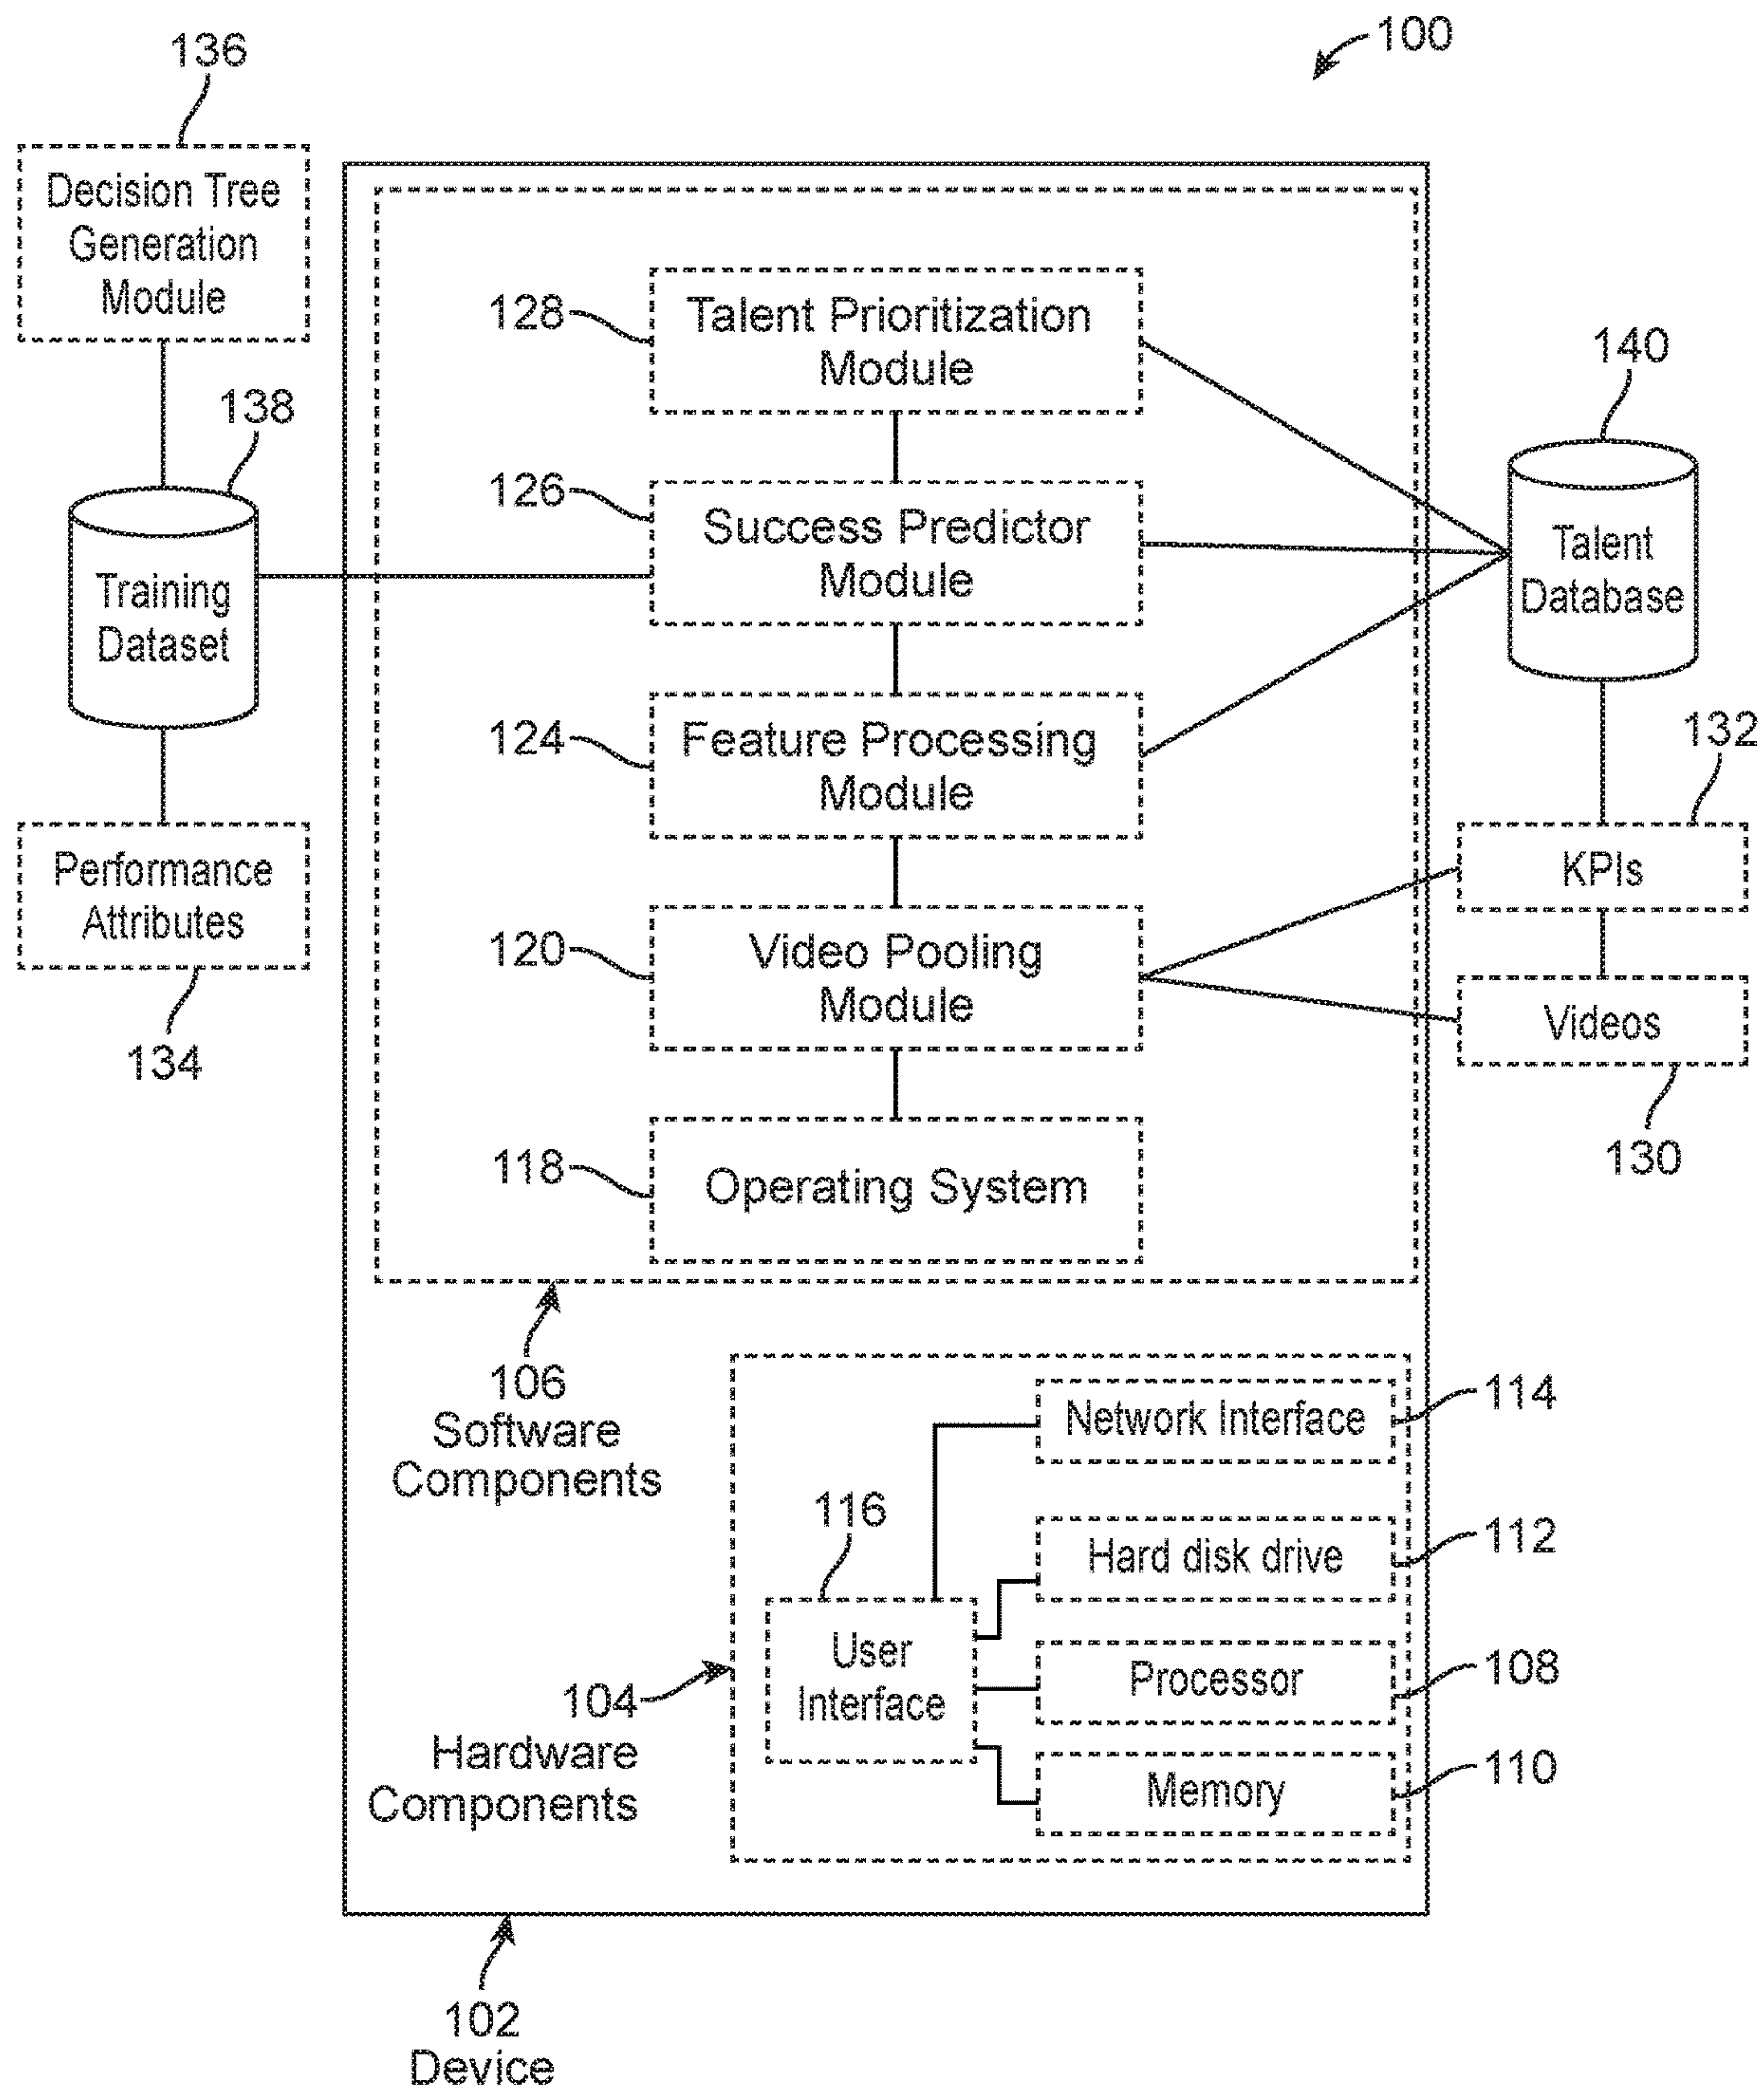 100
136
Decision Tree
Generation
Module
128
Talent Prioritization
Module
140
138
126
Success Predictor
Module
Talent
Database
Training
Dataset
124
Feature Processing
Module
132
Performance
Attributes
KPIs
120
Video Pooling
Module
Videos
134
130
118
Operating System
106
Software
Components
114
Network Interface
116
112
Hard disk drive
User
Interface
104
Hardware
Components
108
Processor
110
Memory
102
Device